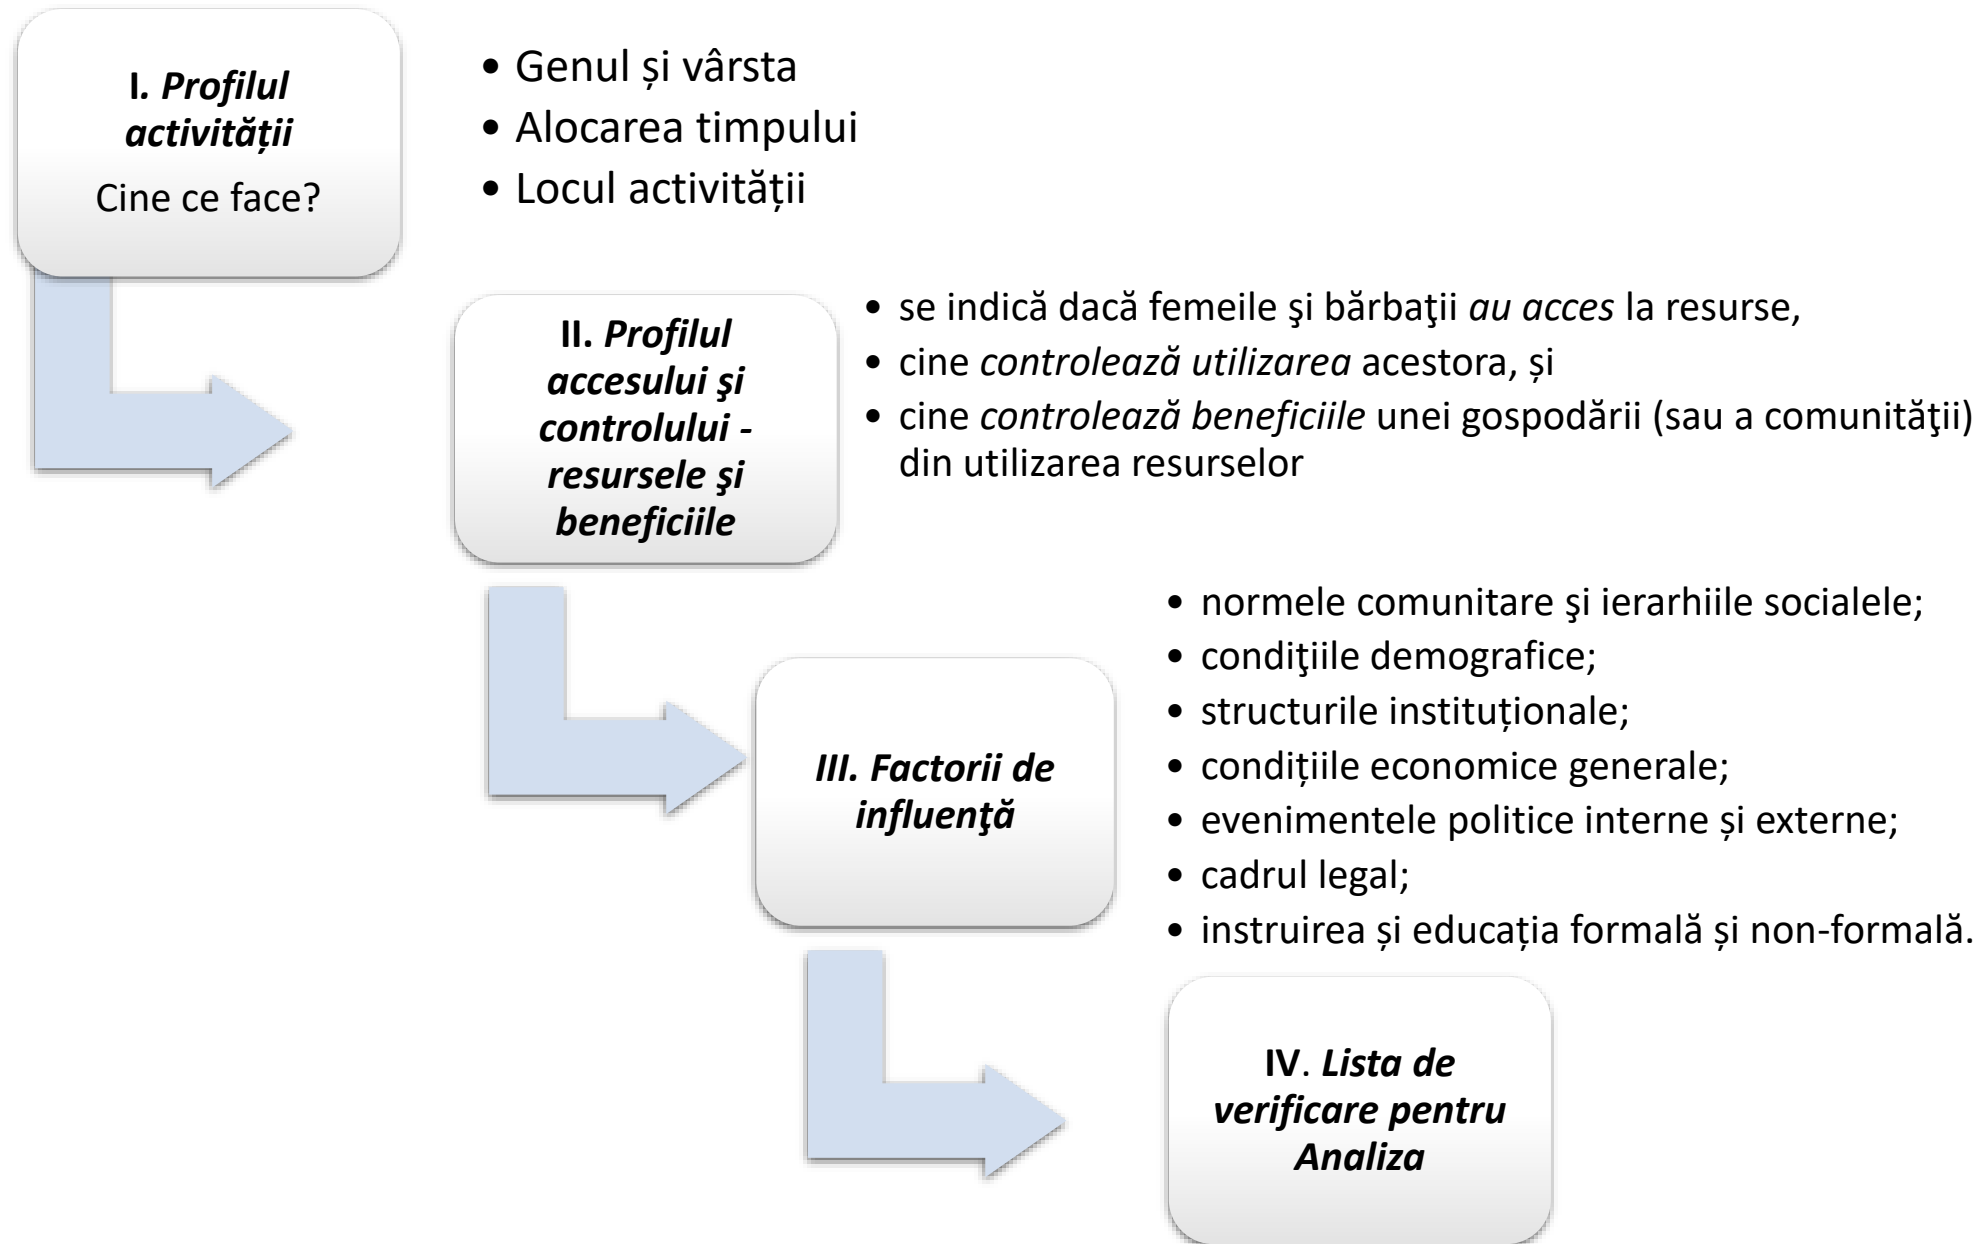 I. Profilul
activității
Cine ce face?
• Genul și vârsta
• Alocarea timpului
• Locul activității
II. Profilul
accesului şi
controlului -
resursele şi
beneficiile
• se indică dacă femeile şi bărbaţii au acces la resurse,
• cine controlează utilizarea acestora, și
• cine controlează beneficiile unei gospodării (sau a comunităţii)
din utilizarea resurselor
III. Factorii de
influenţă
• normele comunitare şi ierarhiile socialele;
• condiţiile demografice;
• structurile instituționale;
• condițiile economice generale;
• evenimentele politice interne și externe;
• cadrul legal;
• instruirea și educația formală și non-formală.
IV. Lista de
verificare pentru
Analiza